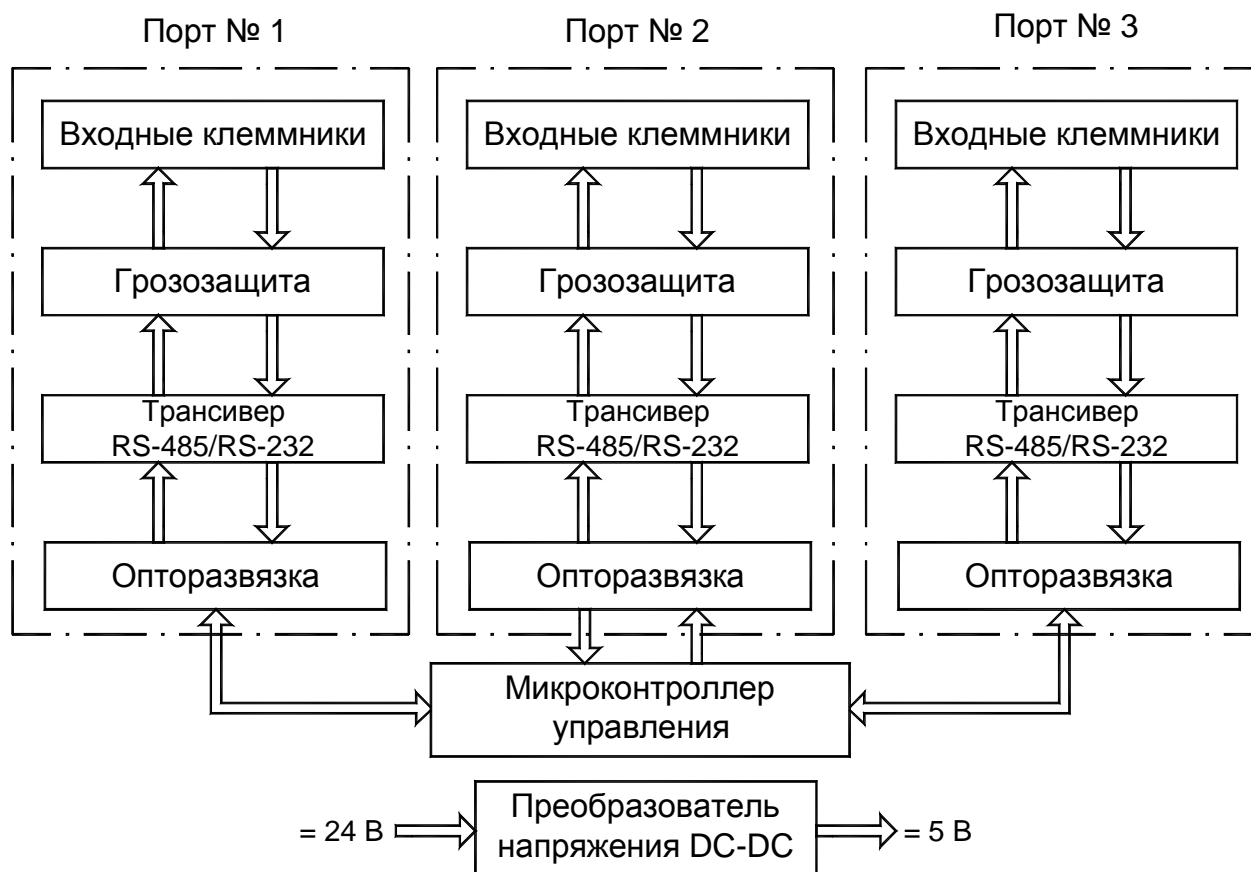 Порт № 1
Порт № 2
Порт № 3
Входные клеммники
Входные клеммники
Входные клеммники
Грозозащита
Грозозащита
Грозозащита
Трансивер
RS-485/RS-232
Трансивер
RS-485/RS-232
Трансивер
RS-485/RS-232
Опторазвязка
Опторазвязка
Опторазвязка
Микроконтроллер
управления
= 24 В
Преобразователь
напряжения DC-DC
= 5 В